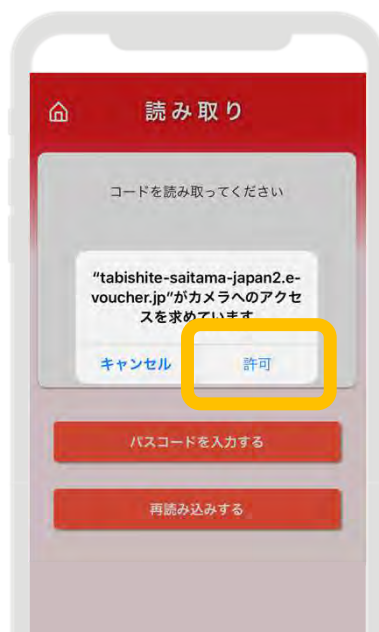 読み取り
コードを読み取ってください
"tabishite-saitama-japan2.e-
voucher.jp"がカメラへのアクセ
スを求めています
キャンセル
許可
パスコードを入力する
再読み込みする